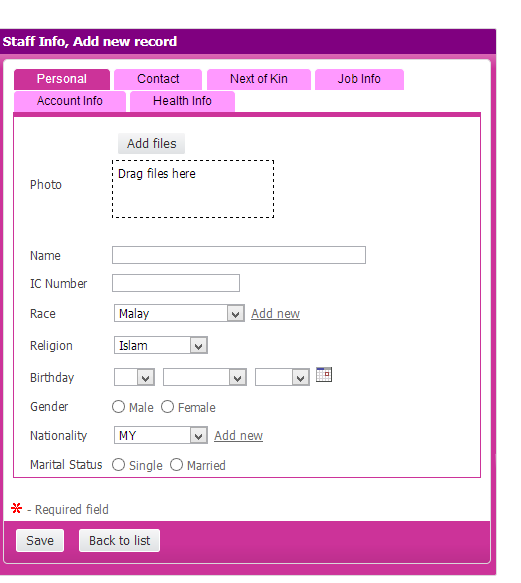 Staff Info, Add new record
Personal Contact Next of Kin Job Info
Account Info Health Info
Add files
Photo
Drag files here
Name
IC Number
Race Malay Add new
Religion Islam
Birthday
Gender Male Female
Nationality MY Add new
Marital Status Single Married
* - Required field
Save Back to list